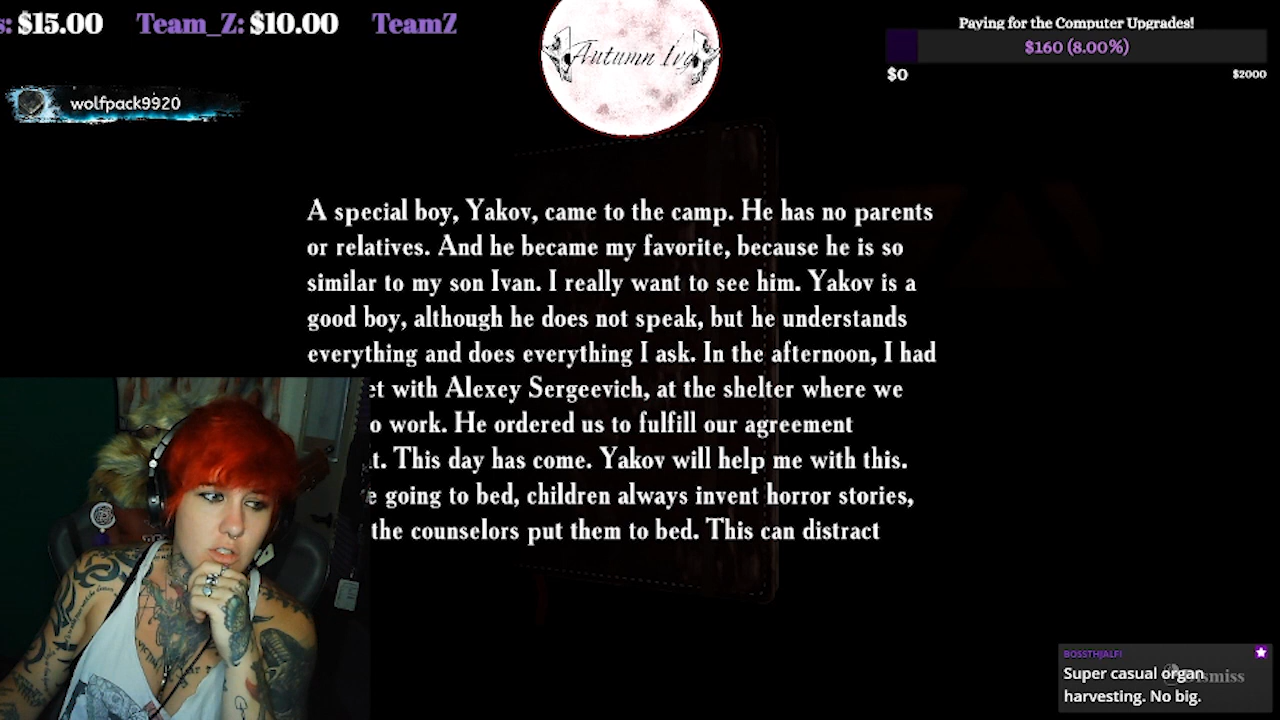 s: $15.00 Team_Z: $10.00 TeamZ
Autumn Ivy
Paying for the Computer Upgrades!
$160 (8.00%)
$0 $2000
wolfpack9920
A special boy, Yakov, came to the camp. He has no parents
or relatives. And he became my favorite, because he is so
similar to my son Ivan. I really want to see him. Yakov is a
good boy, although he does not speak, but he understands
everything and does everything I ask. In the afternoon, I had
et with Alexey Sergeevich, at the shelter where we
o work. He ordered us to fulfill our agreement
t. This day has come. Yakov will help me with this.
e going to bed, children always invent horror stories,
the counselors put them to bed. This can distract
BOSSTHJALFI
Super casual organ
harvesting. No big.
smiss